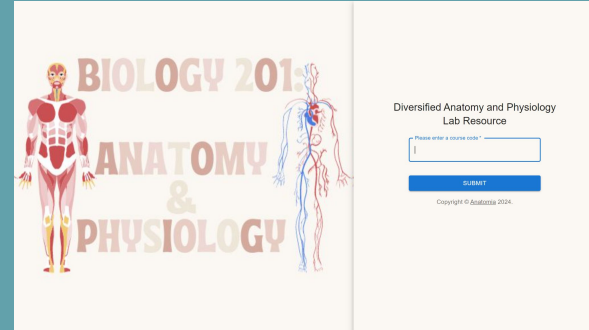 BIOLOGY 201:
ANATOMY
&
PHYSIOLOGY
Diversified Anatomy and Physiology
Lab Resource
Please enter a course code *
SUBMIT
Copyright © Anatomia 2024.